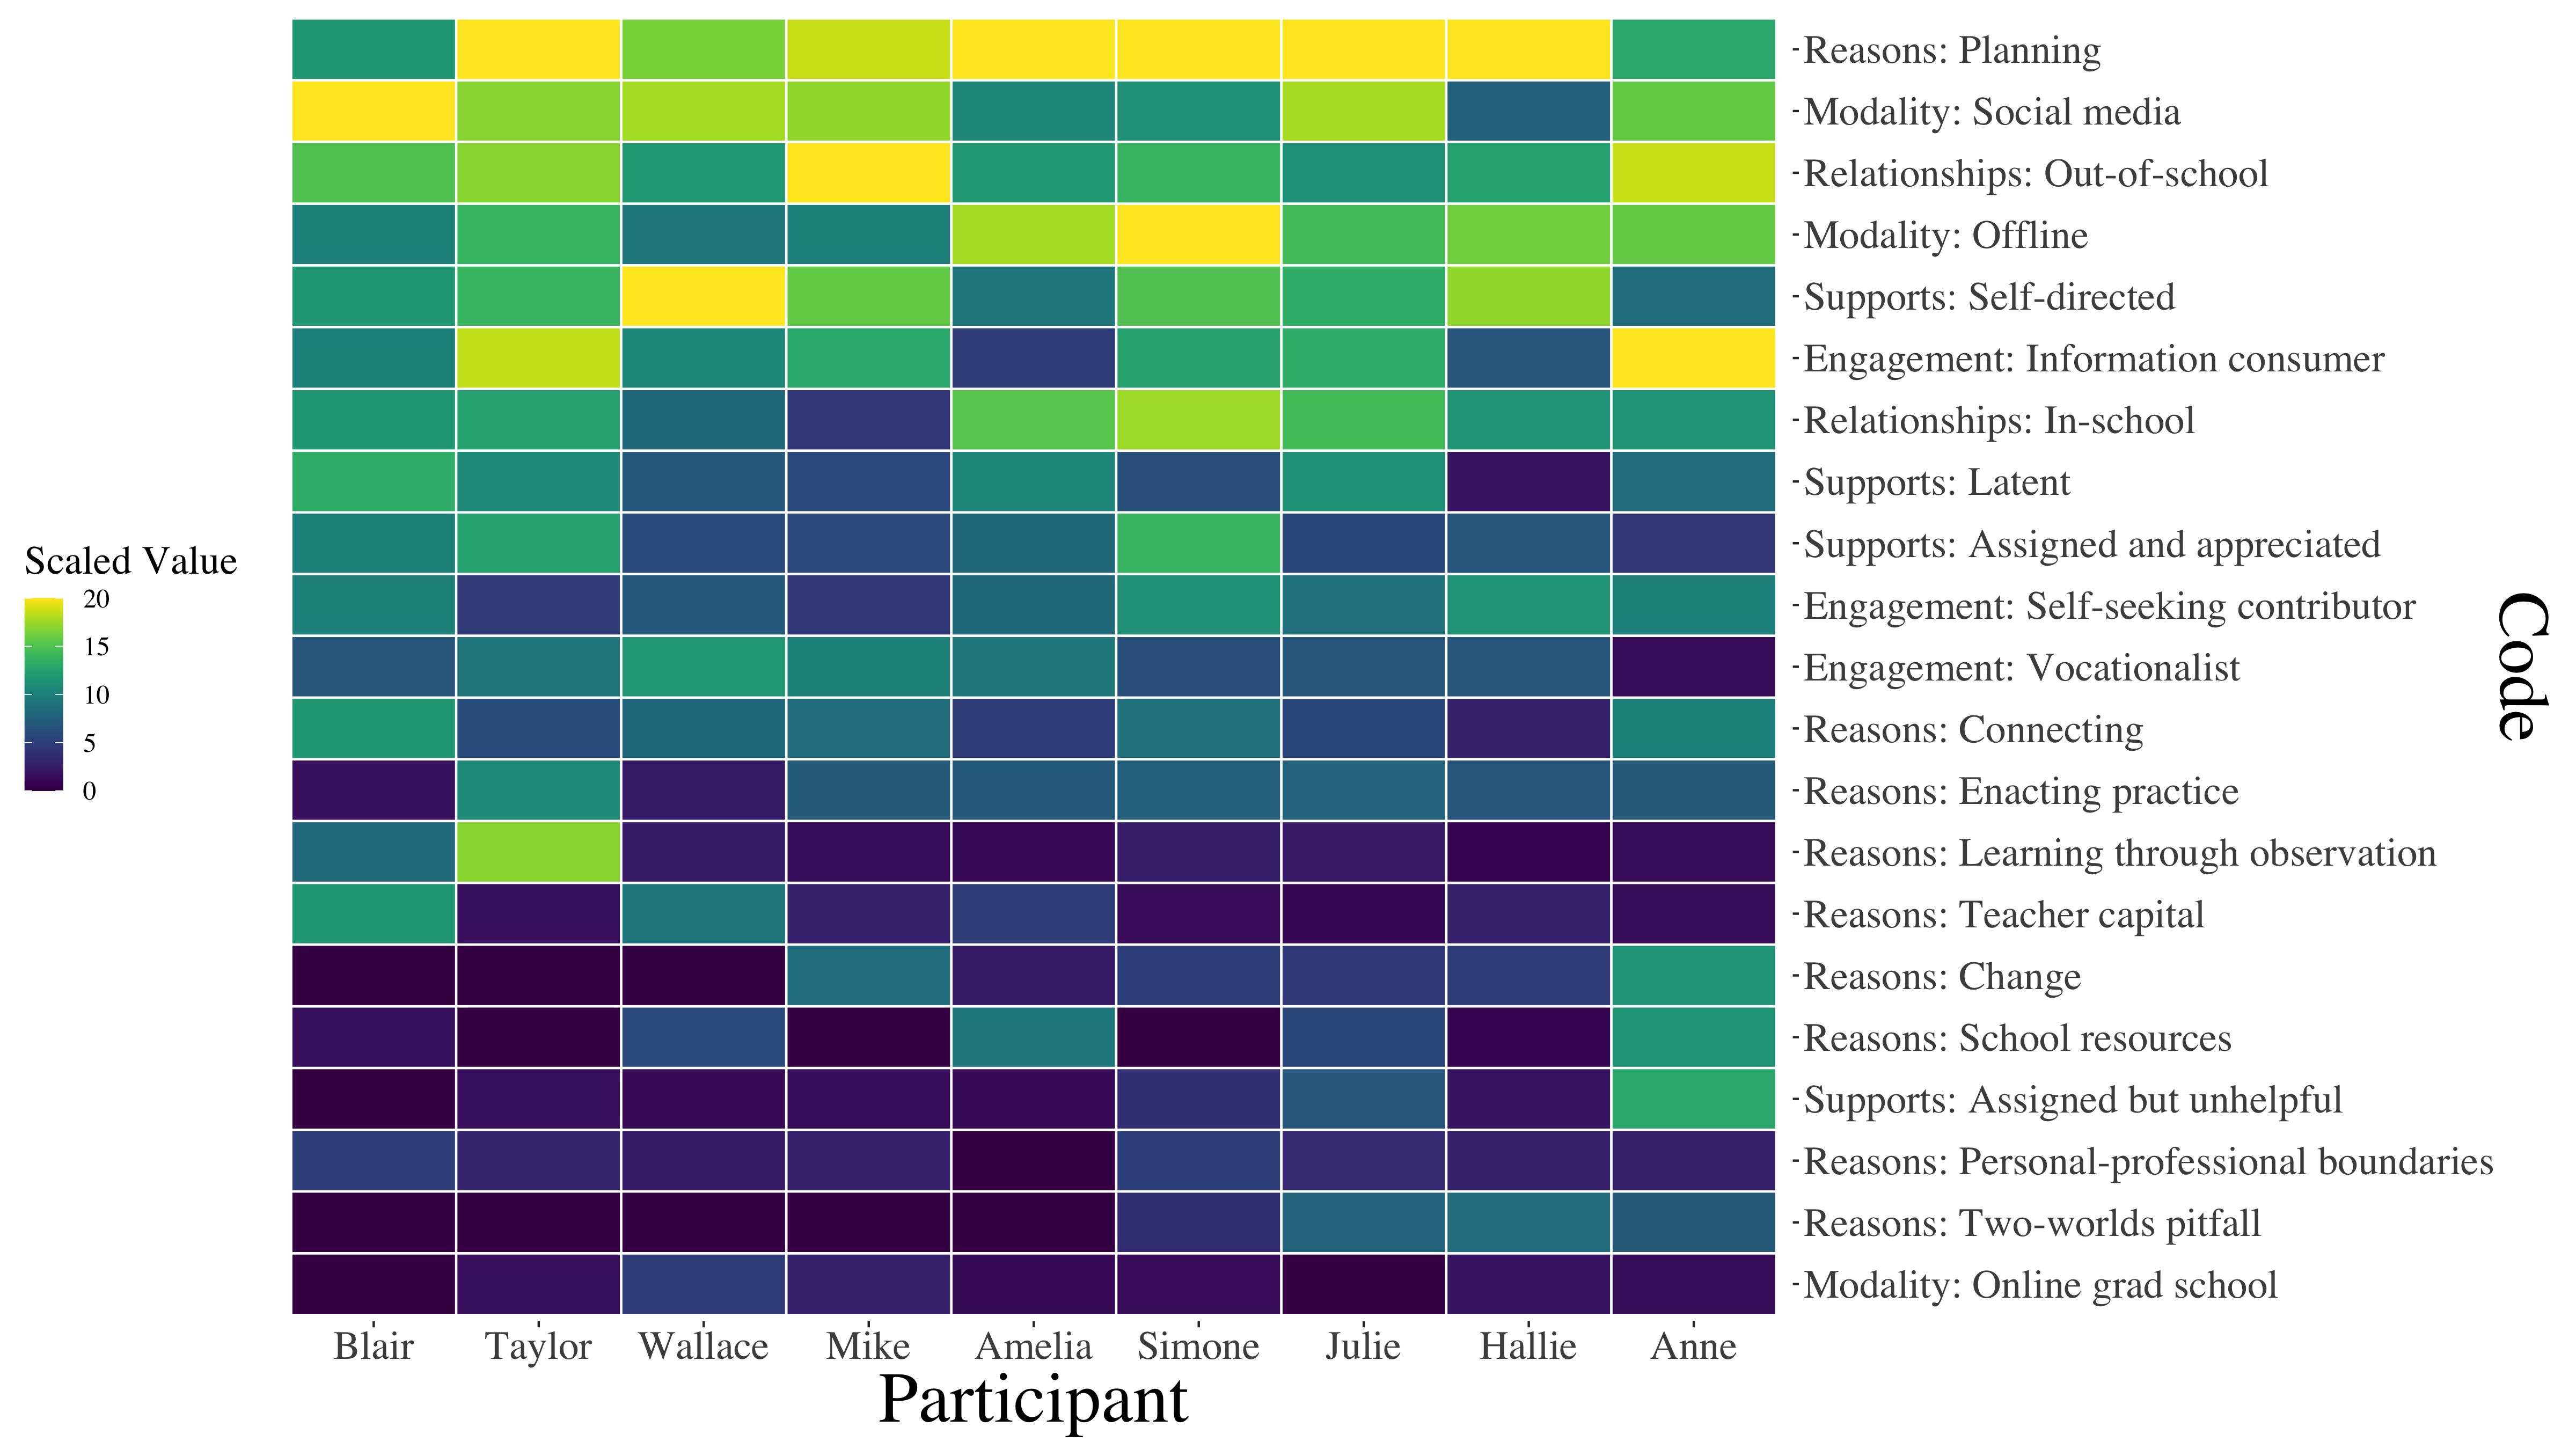 Scaled Value
20
15
10
5
0
Reasons: Planning
Modality: Social media
Relationships: Out-of-school
Modality: Offline
Supports: Self-directed
Engagement: Information consumer
Relationships: In-school
Supports: Latent
Supports: Assigned and appreciated
Engagement: Self-seeking contributor
Engagement: Vocationalist
Reasons: Connecting
Reasons: Enacting practice
Reasons: Learning through observation
Reasons: Teacher capital
Reasons: Change
Reasons: School resources
Supports: Assigned but unhelpful
Reasons: Personal-professional boundaries
Reasons: Two-worlds pitfall
Modality: Online grad school
Code
Blair Taylor Wallace Mike Amelia Simone Julie Hallie Anne
Participant